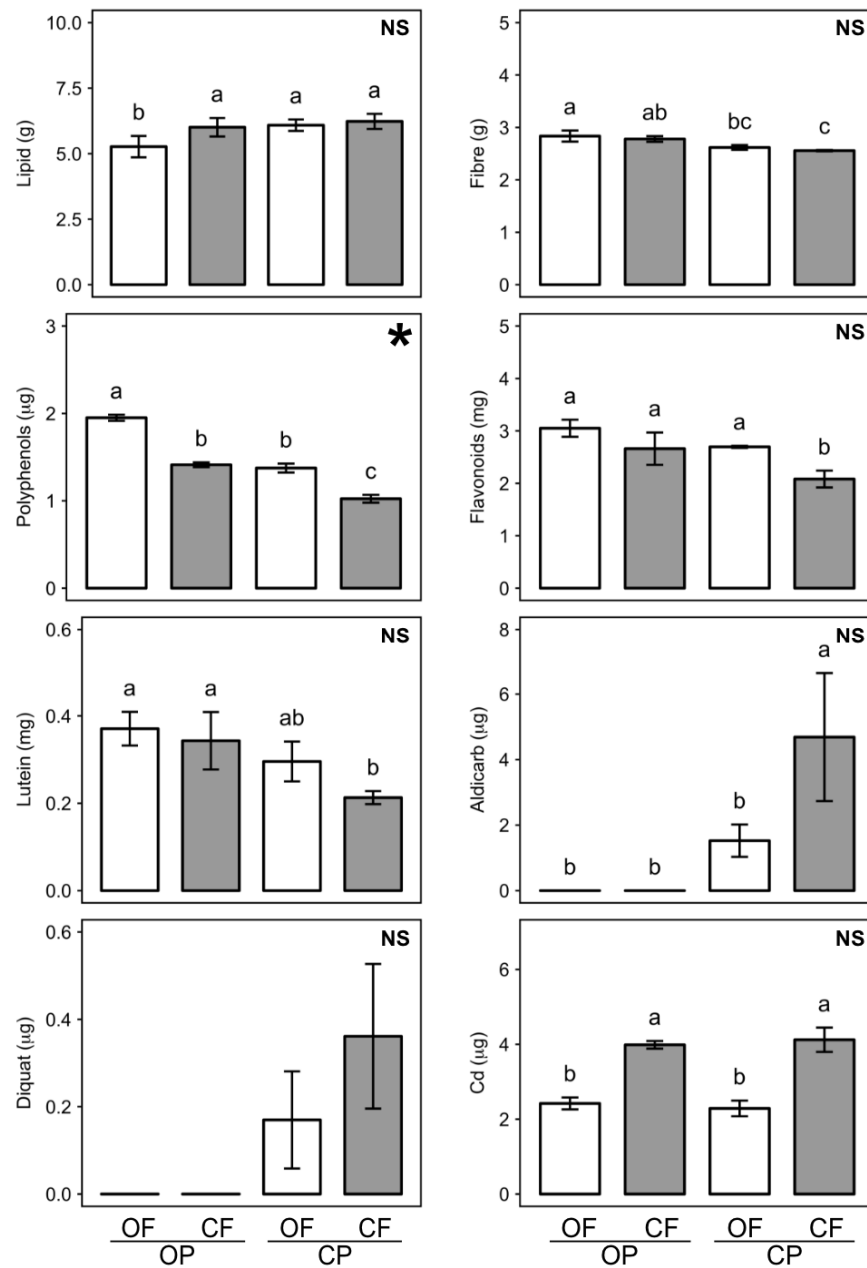 NS
Lipid (g)
10.0
7.5
5.0
2.5
0.0
b a a a
NS
Fibre (g)
5
4
3
2
1
0
a ab bc c
*
Polyphenols (µg)
3
2
1
0
a b b c
NS
Flavonoids (mg)
5
4
3
2
1
0
a a a b
NS
Lutein (mg)
0.6
0.4
0.2
0.0
a a ab b
NS
Aldicarb (µg)
8
6
4
2
0
b b b a
NS
Diquat (µg)
0.6
0.4
0.2
0.0
NS
Cd (µg)
6
4
2
0
b a b a
OF CF OF CF
OP CP
OF CF OF CF
OP CP